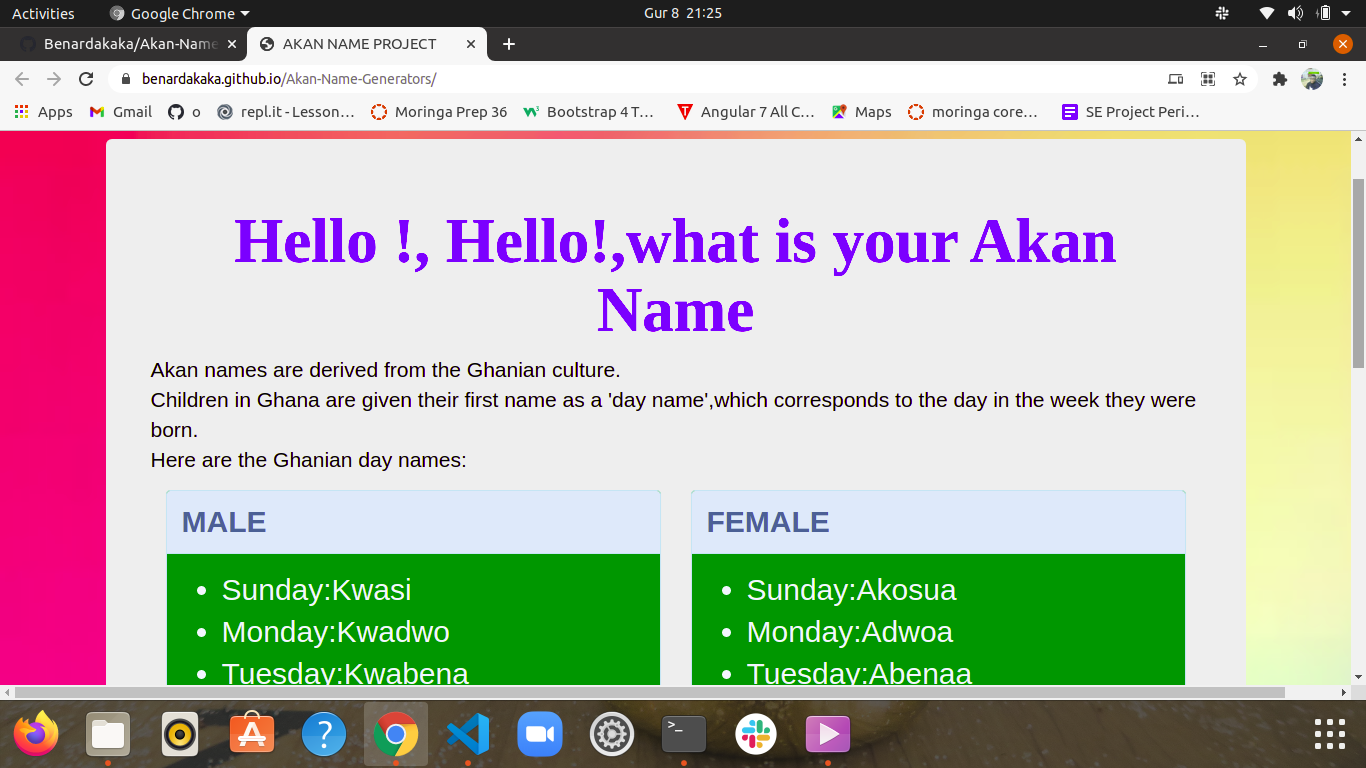 Activities
Google Chrome
Gur 8 21:25
Benardakaka/Akan-Name
AKAN NAME PROJECT
benardakaka.github.io/Akan-Name-Generators/
Apps
Gmail
o
repl.it - Lesson…
Moringa Prep 36
Bootstrap 4 T…
Angular 7 All C…
Maps
moringa core…
SE Project Peri…
Hello !, Hello!,what is your Akan
Name
Akan names are derived from the Ghanian culture.
Children in Ghana are given their first name as a 'day name',which corresponds to the day in the week they were
born.
Here are the Ghanian day names:
MALE
Sunday:Kwasi
Monday:Kwadwo
Tuesday:Kwabena
FEMALE
Sunday:Akosua
Monday:Adwoa
Tuesday:Abenaa